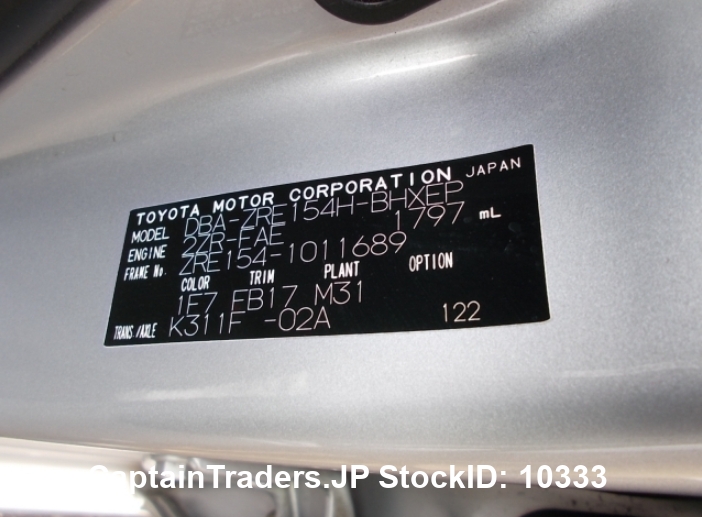 TOYOTA MOTOR CORPORATION JAPAN
MODEL DBA-ZRE154H-BHXEP
ENGINE 2ZR-FAE 1797 mL
FRAME No. ZRE154-1011689
COLOR TRIM PLANT OPTION
1E7 FB17 M31
TRANS/AXLE K311F -02A 122
CaptainTraders.JP StockID: 10333